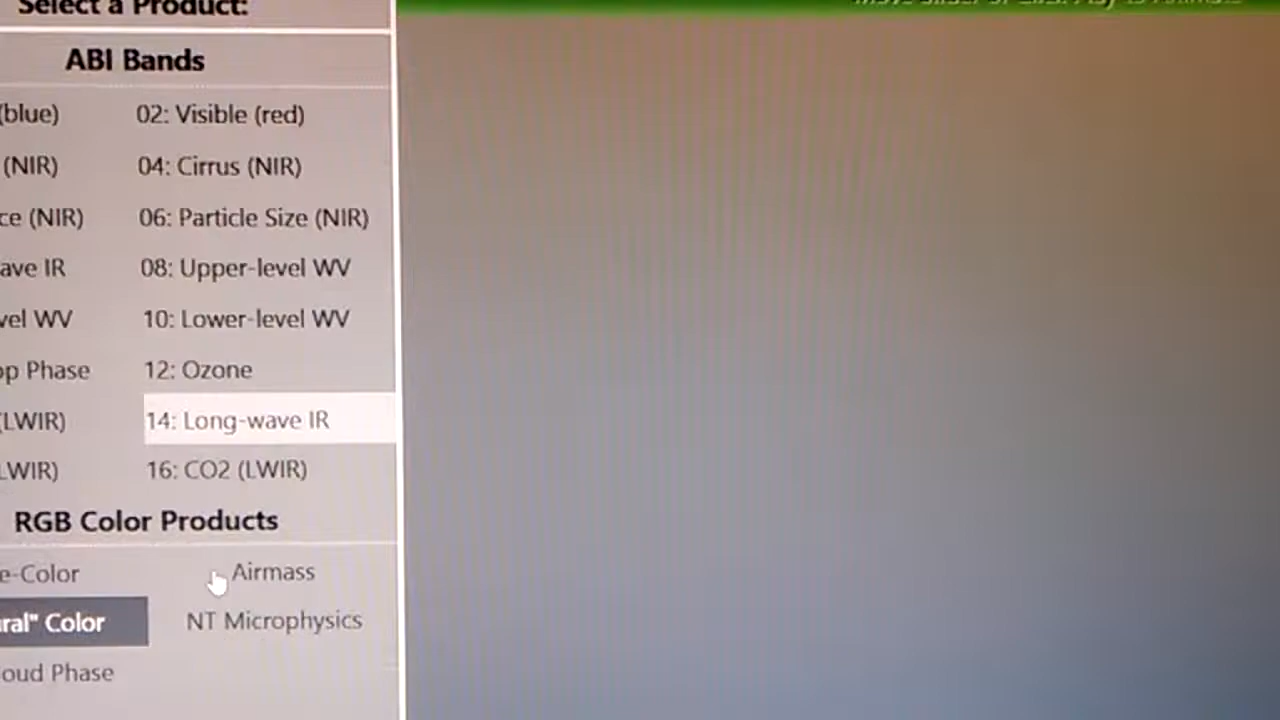 Select a Product:
ABI Bands
(blue) 02: Visible (red)
(NIR) 04: Cirrus (NIR)
ce (NIR) 06: Particle Size (NIR)
ave IR 08: Upper-level WV
vel WV 10: Lower-level WV
op Phase 12: Ozone
(LWIR) 14: Long-wave IR
LWIR) 16: CO2 (LWIR)
RGB Color Products
e-Color Airmass
ural" Color NT Microphysics
loud Phase